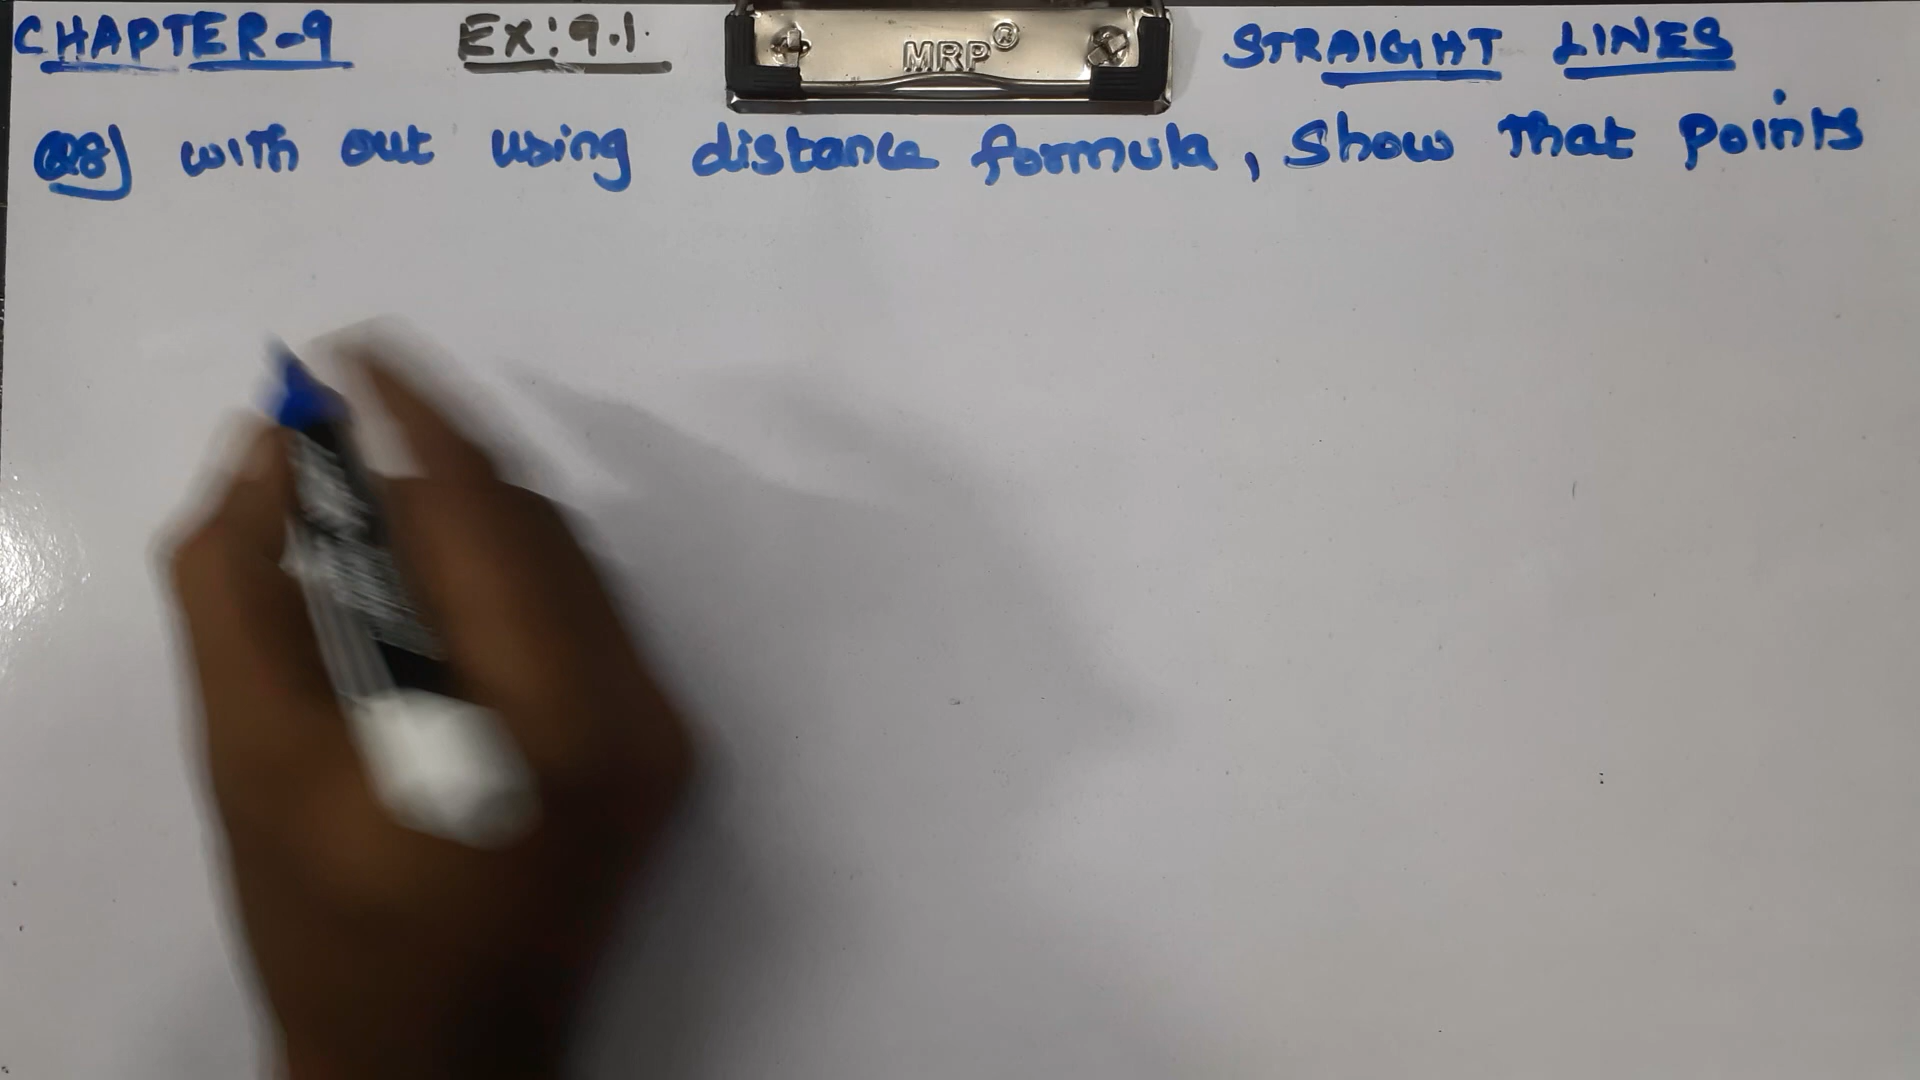 CHAPTER-9 EX: 9.1. MRP® STRAIGHT LINES
Q8) with out using distance formula, show that points